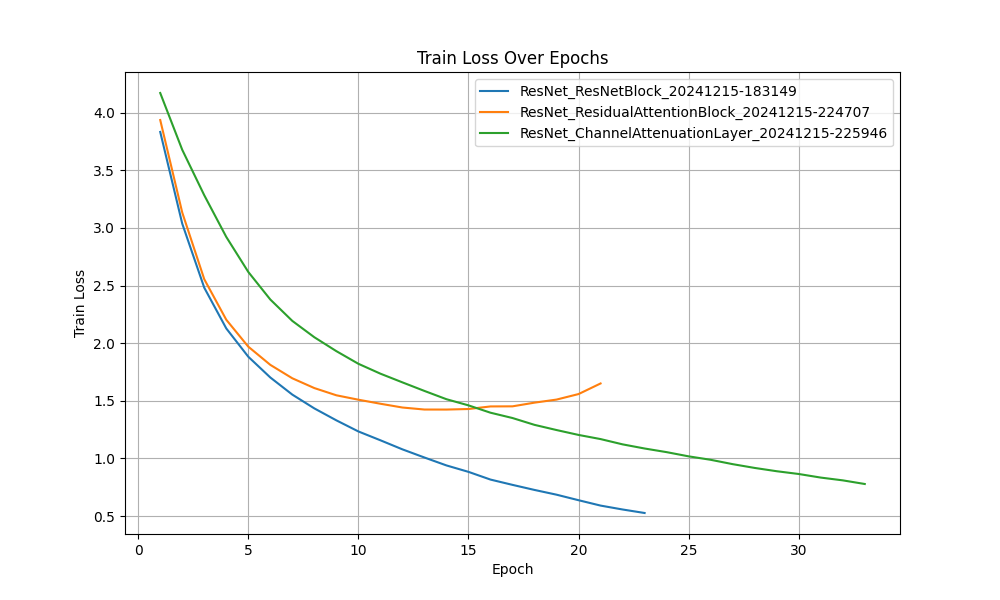 Train Loss Over Epochs
ResNet_ResNetBlock_20241215-183149
ResNet_ResidualAttentionBlock_20241215-224707
ResNet_ChannelAttenuationLayer_20241215-225946
Train Loss
4.0
3.5
3.0
2.5
2.0
1.5
1.0
0.5
0 5 10 15 20 25 30
Epoch